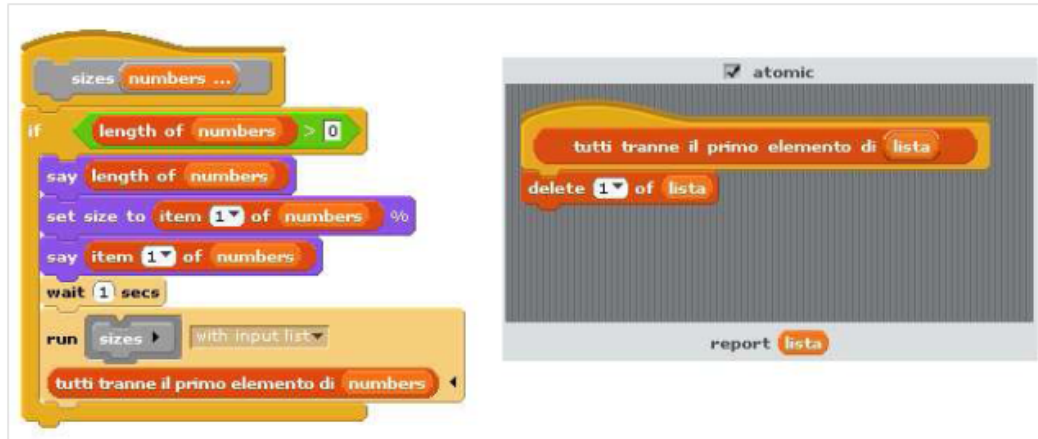 sizes numbers ...
if length of numbers > 0
say length of numbers
set size to item 1 of numbers %
say item 1 of numbers
wait 1 secs
run sizes with input list
tutti tranne il primo elemento di numbers
atomic
tutti tranne il primo elemento di lista
delete 1 of lista
report lista